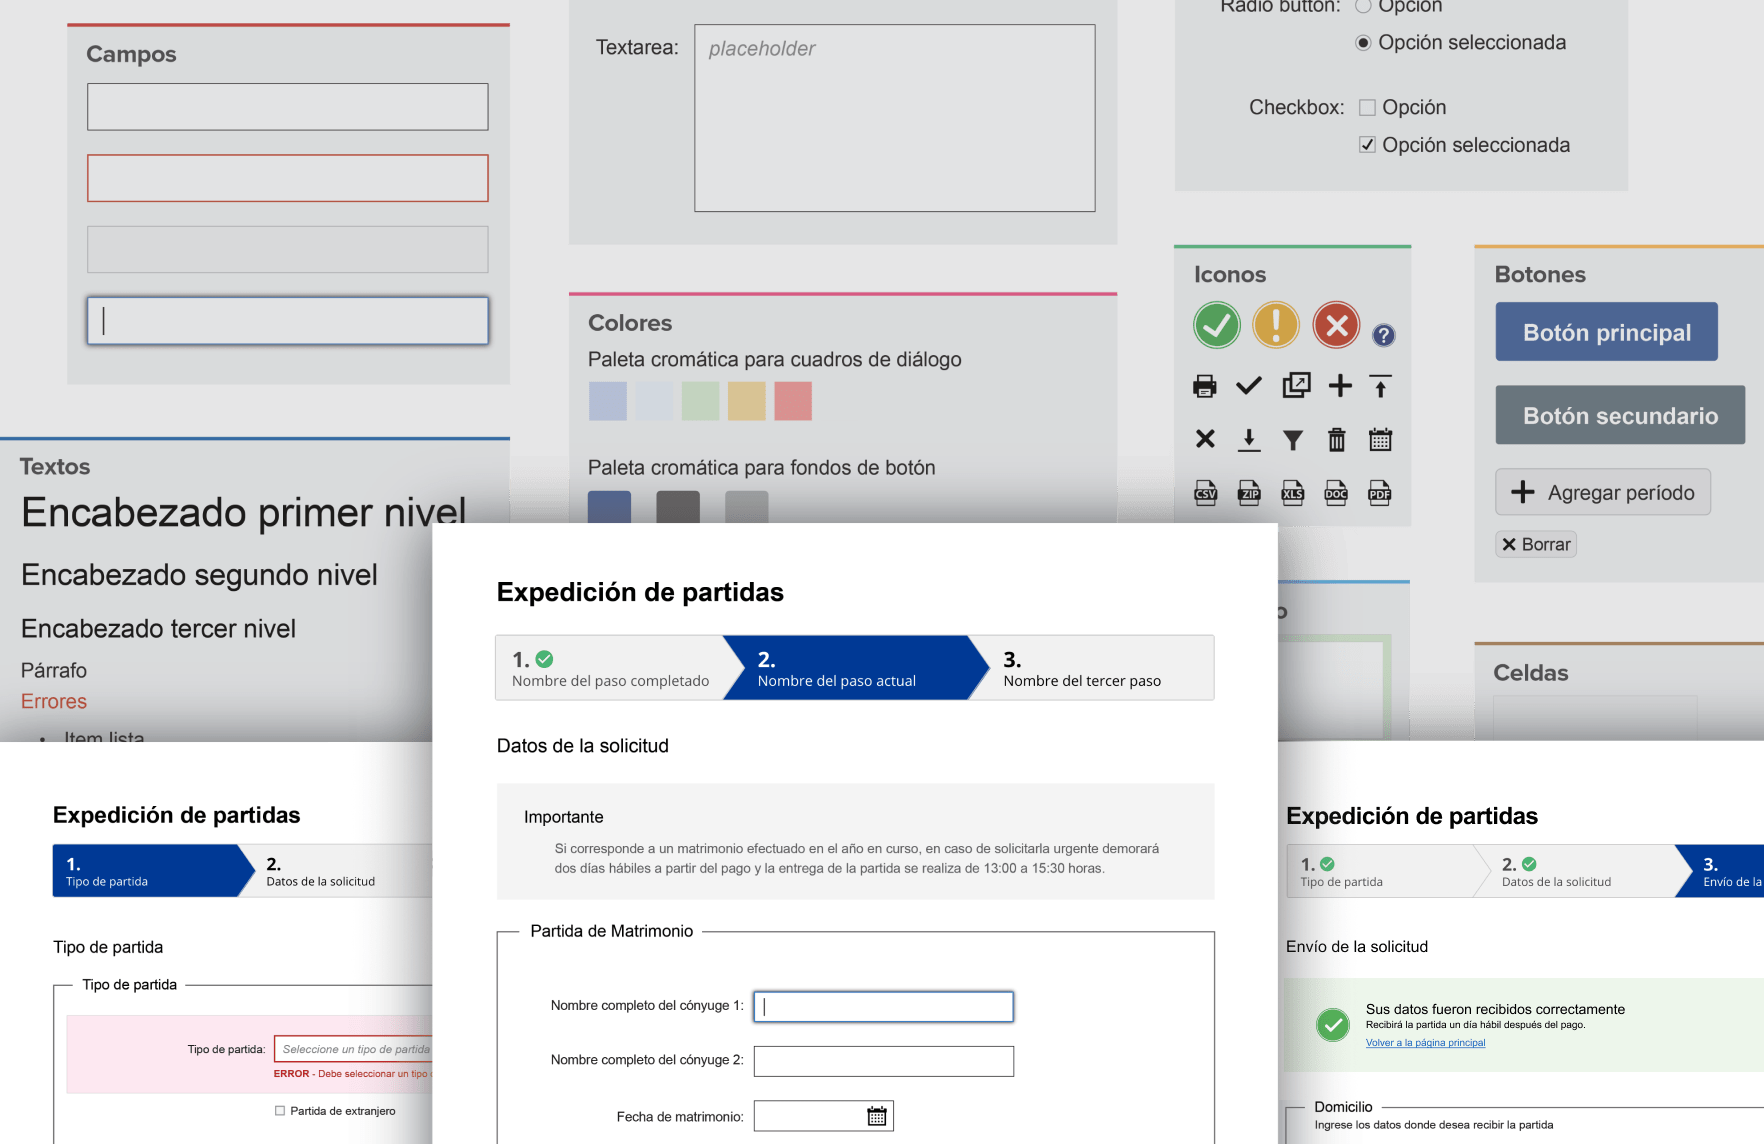 Campos
Textarea:
placeholder
Radio button:
Opción
Opción seleccionada
Checkbox:
Opción
Opción seleccionada
Textos
Encabezado primer nivel
Encabezado segundo nivel
Encabezado tercer nivel
Párrafo
Errores
• Item lista
Colores
Paleta cromática para cuadros de diálogo
Paleta cromática para fondos de botón
Iconos
CSV
ZIP
XLS
DOC
PDF
Botones
Botón principal
Botón secundario
Agregar período
Borrar
Celdas
Expedición de partidas
1.
Tipo de partida
2.
Datos de la solicitud
Tipo de partida
Tipo de partida
Tipo de partida:
Seleccione un tipo de partida
ERROR - Debe seleccionar un tipo
Partida de extranjero
Expedición de partidas
1.
Nombre del paso completado
2.
Nombre del paso actual
3.
Nombre del tercer paso
Datos de la solicitud
Importante
Si corresponde a un matrimonio efectuado en el año en curso, en caso de solicitarla urgente demorará
dos días hábiles a partir del pago y la entrega de la partida se realiza de 13:00 a 15:30 horas.
Partida de Matrimonio
Nombre completo del cónyuge 1:
Nombre completo del cónyuge 2:
Fecha de matrimonio:
Expedición de partidas
1.
Tipo de partida
2.
Datos de la solicitud
3.
Envío de la
Envío de la solicitud
Sus datos fueron recibidos correctamente
Recibirá la partida un día hábil después del pago.
Volver a la página principal
Domicilio
Ingrese los datos donde desea recibir la partida